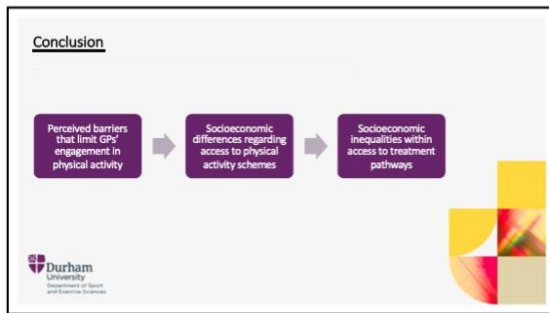 Conclusion
Perceived barriers
that limit GPs'
engagement in
physical activity
Socioeconomic
differences regarding
access to physical
activity schemes
Socioeconomic
inequalities within
access to treatment
pathways
Durham
University
Department of Sport
and Exercise Sciences